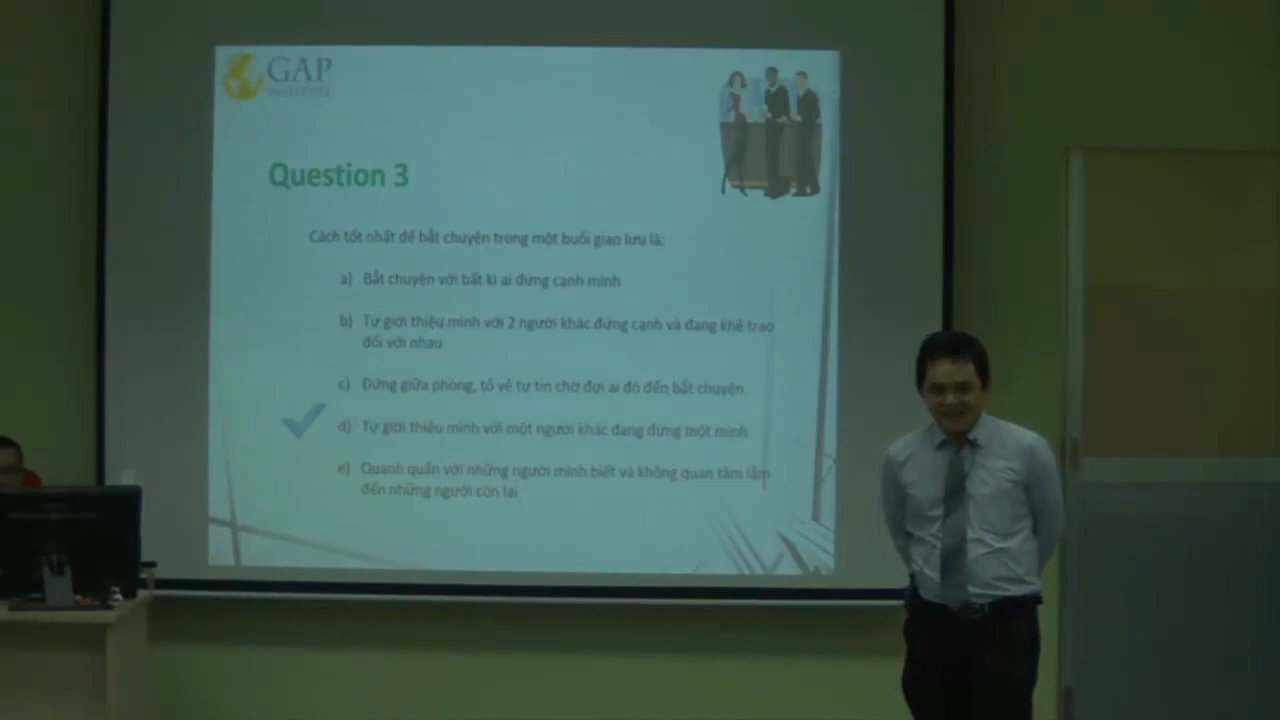 GAP
INSTITUTE
Question 3
Cách tốt nhất để bắt chuyện trong một buổi giao lưu là:
a) Bắt chuyện với bất kì ai đứng cạnh mình
b) Tự giới thiệu mình với 2 người khác đứng cạnh và đang khẽ trao
đổi với nhau
c) Đứng giữa phòng, tỏ vẻ tự tin chờ đợi ai đó đến bắt chuyện
d) Tự giới thiệu mình với một người khác đang đứng một mình
e) Quanh quẩn với những người mình biết và không quan tâm lắm
đến những người còn lại